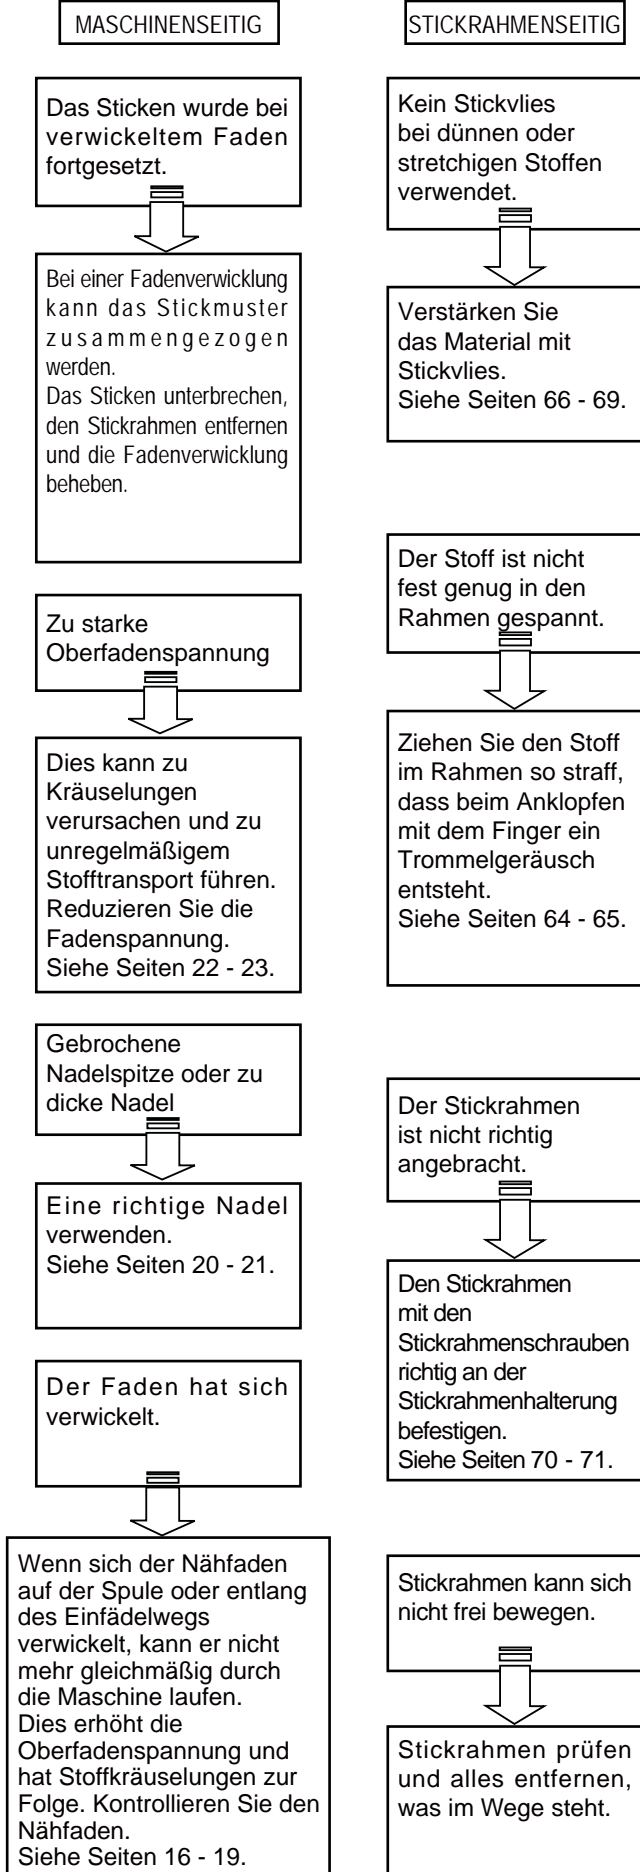 MASCHINENSEITIG
Das Sticken wurde bei
verwickeltem Faden
fortgesetzt.
Bei einer Fadenverwicklung
kann das Stickmuster
zusammengezogen
werden.
Das Sticken unterbrechen,
den Stickrahmen entfernen
und die Fadenverwicklung
beheben.
Zu starke
Oberfadenspannung
Dies kann zu
Kräuselungen
verursachen und zu
unregelmäßigem
Stofftransport führen.
Reduzieren Sie die
Fadenspannung.
Siehe Seiten 22 - 23.
Gebrochene
Nadelspitze oder zu
dicke Nadel
Eine richtige Nadel
verwenden.
Siehe Seiten 20 - 21.
Der Faden hat sich
verwickelt.
Wenn sich der Nähfaden
auf der Spule oder entlang
des Einfädelwegs
verwickelt, kann er nicht
mehr gleichmäßig durch
die Maschine laufen.
Dies erhöht die
Oberfadenspannung und
hat Stoffkräuselungen zur
Folge. Kontrollieren Sie den
Nähfaden.
Siehe Seiten 16 - 19.
STICKRAHMENSEITIG
Kein Stickvlies
bei dünnen oder
stretchigen Stoffen
verwendet.
Verstärken Sie
das Material mit
Stickvlies.
Siehe Seiten 66 - 69.
Der Stoff ist nicht
fest genug in den
Rahmen gespannt.
Ziehen Sie den Stoff
im Rahmen so straff,
dass beim Anklopfen
mit dem Finger ein
Trommelgeräusch
entsteht.
Siehe Seiten 64 - 65.
Der Stickrahmen
ist nicht richtig
angebracht.
Den Stickrahmen
mit den
Stickrahmenschrauben
richtig an der
Stickrahmenhalterung
befestigen.
Siehe Seiten 70 - 71.
Stickrahmen kann sich
nicht frei bewegen.
Stickrahmen prüfen
und alles entfernen,
was im Wege steht.